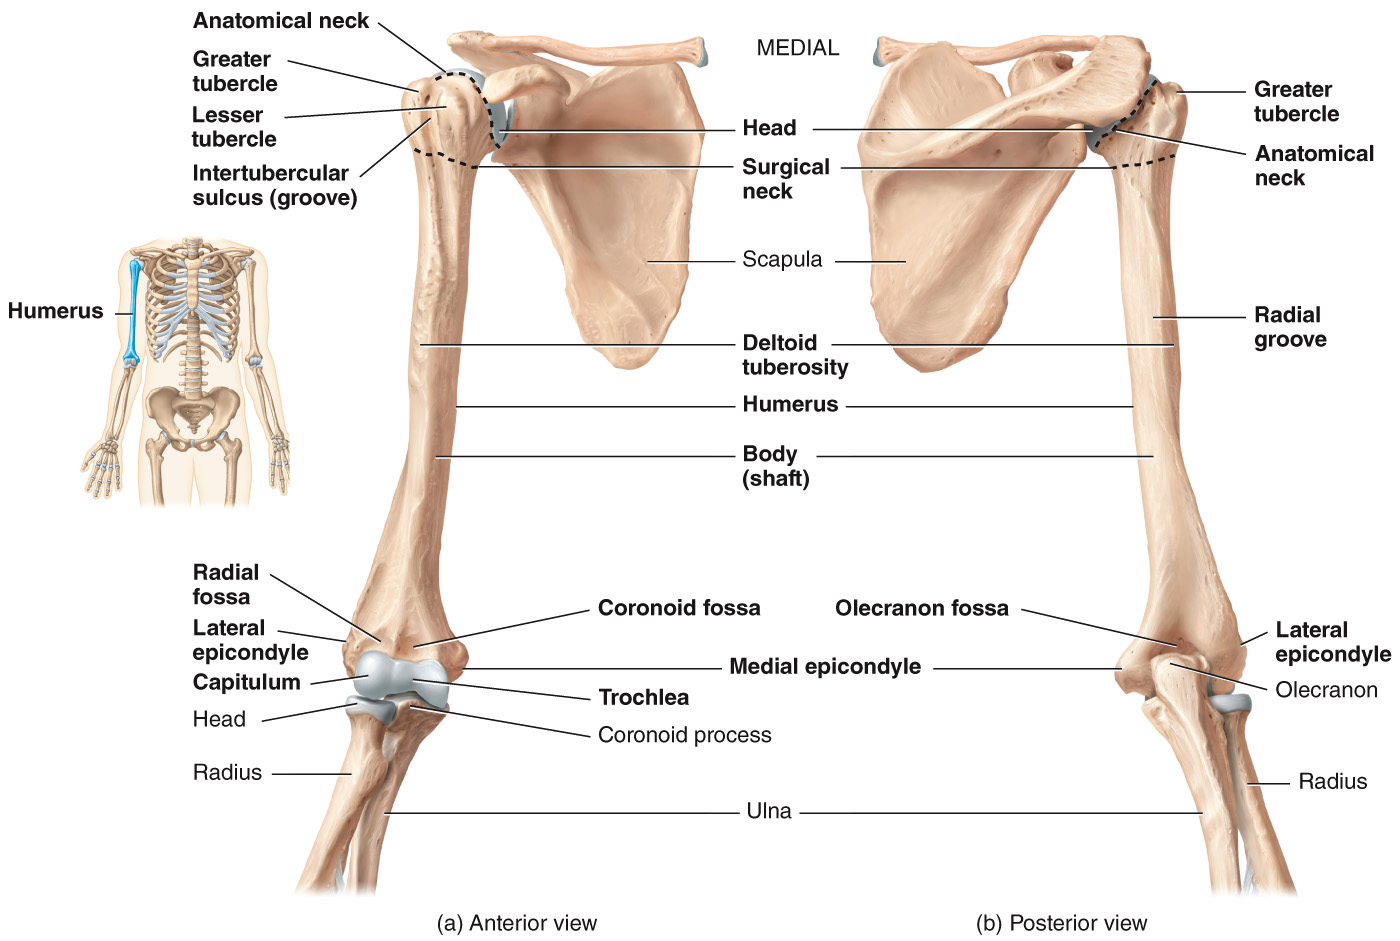 Anatomical neck
Greater
tubercle
Lesser
tubercle
Intertubercular
sulcus (groove)
MEDIAL
Head
Surgical
neck
Scapula
Deltoid
tuberosity
Humerus
Body
(shaft)
Greater
tubercle
Anatomical
neck
Radial
groove
Humerus
Radial
fossa
Lateral
epicondyle
Capitulum
Head
Radius
Coronoid fossa
Olecranon fossa
Medial epicondyle
Trochlea
Coronoid process
Ulna
Lateral
epicondyle
Olecranon
Radius
(a) Anterior view
(b) Posterior view